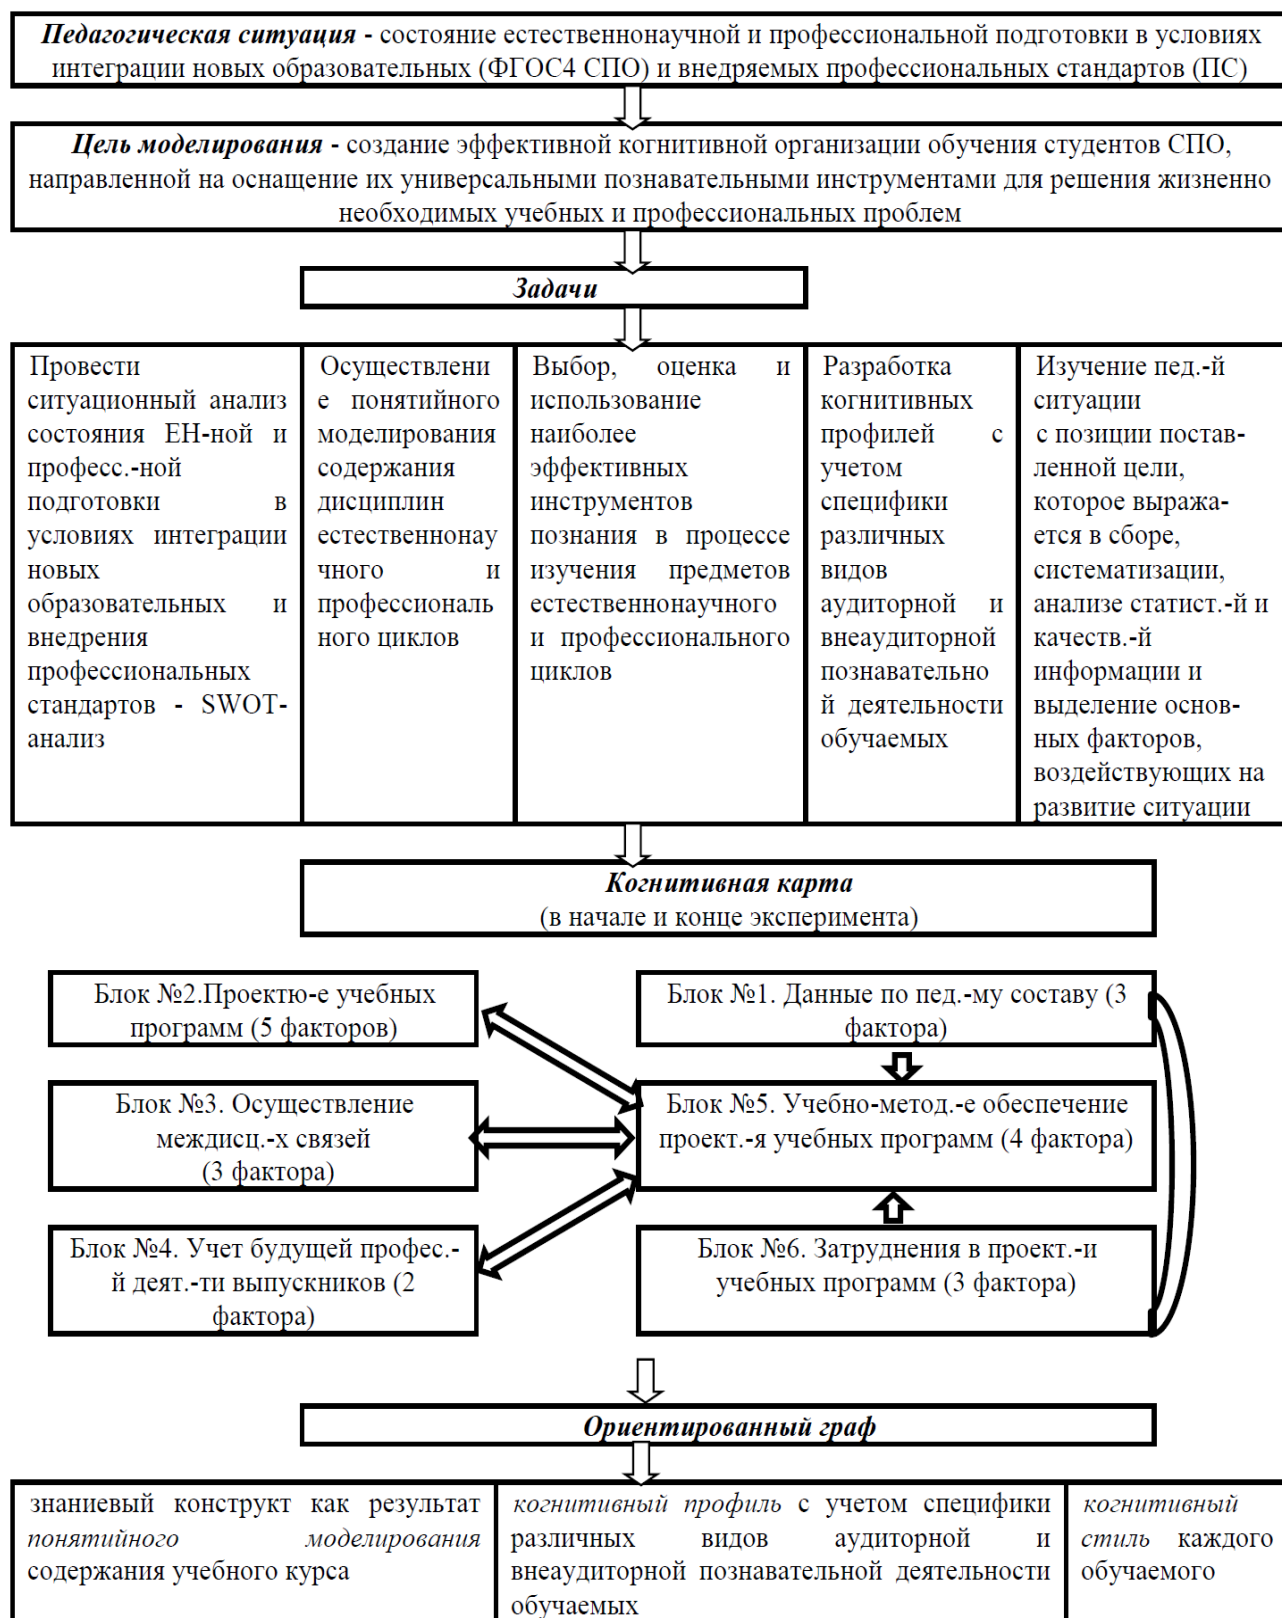 Педагогическая ситуация - состояние естественнонаучной и профессиональной подготовки в условиях
интеграции новых образовательных (ФГОС4 СПО) и внедряемых профессиональных стандартов (ПС)
Цель моделирования - создание эффективной когнитивной организации обучения студентов СПО,
направленной на оснащение их универсальными познавательными инструментами для решения жизненно
необходимых учебных и профессиональных проблем
Задачи
Провести
ситуационный анализ
состояния ЕН-ной и
професс.-ной
подготовки в
условиях интеграции
новых
образовательных и
внедрения
профессиональных
стандартов - SWOT-
анализ
Осуществлени
е понятийного
моделирования
содержания
дисциплин
естественнонау
чного и
профессиональ
ного циклов
Выбор, оценка и
использование
наиболее
эффективных
инструментов
познания в процессе
изучения предметов
естественнонаучного
и профессионального
циклов
Разработка
когнитивных
профилей с
учетом
специфики
различных
видов
аудиторной и
внеаудиторной
познавательно
й деятельности
обучаемых
Изучение пед.-й
ситуации
с позиции постав-
ленной цели,
которое выража-
ется в сборе,
систематизации,
анализе статист.-й и
качеств.-й
информации и
выделение основ-
ных факторов,
воздействующих на
развитие ситуации
Когнитивная карта
(в начале и конце эксперимента)
Блок №2.Проектю-е учебных
программ (5 факторов)
Блок №1. Данные по пед.-му составу (3
фактора)
Блок №3. Осуществление
междисц.-х связей
(3 фактора)
Блок №5. Учебно-метод.-е обеспечение
проект.-я учебных программ (4 фактора)
Блок №4. Учет будущей профес.-
й деят.-ти выпускников (2
фактора)
Блок №6. Затруднения в проект.-и
учебных программ (3 фактора)
Ориентированный граф
знаниевый конструкт как результат
понятийного моделирования
содержания учебного курса
когнитивный профиль с учетом специфики
различных видов аудиторной и
внеаудиторной познавательной деятельности
обучаемых
когнитивный
стиль каждого
обучаемого